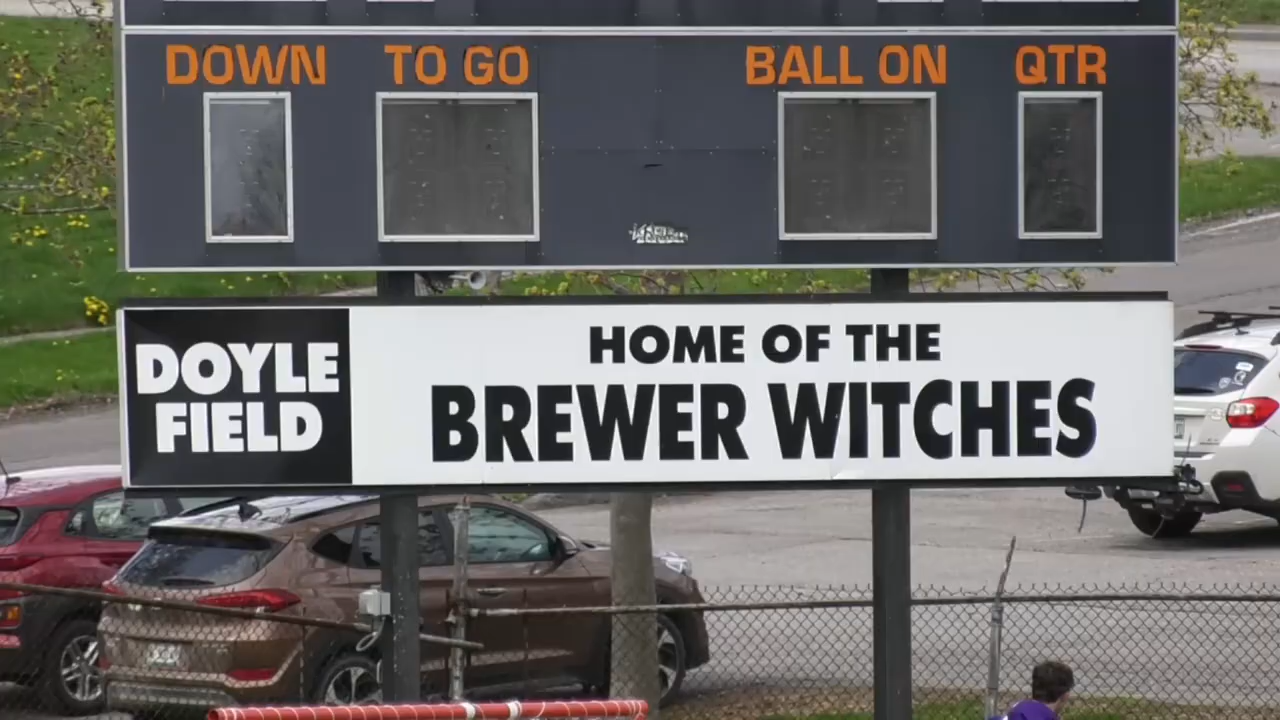 DOWN TO GO BALL ON QTR
DOYLE
FIELD
HOME OF THE
BREWER WITCHES